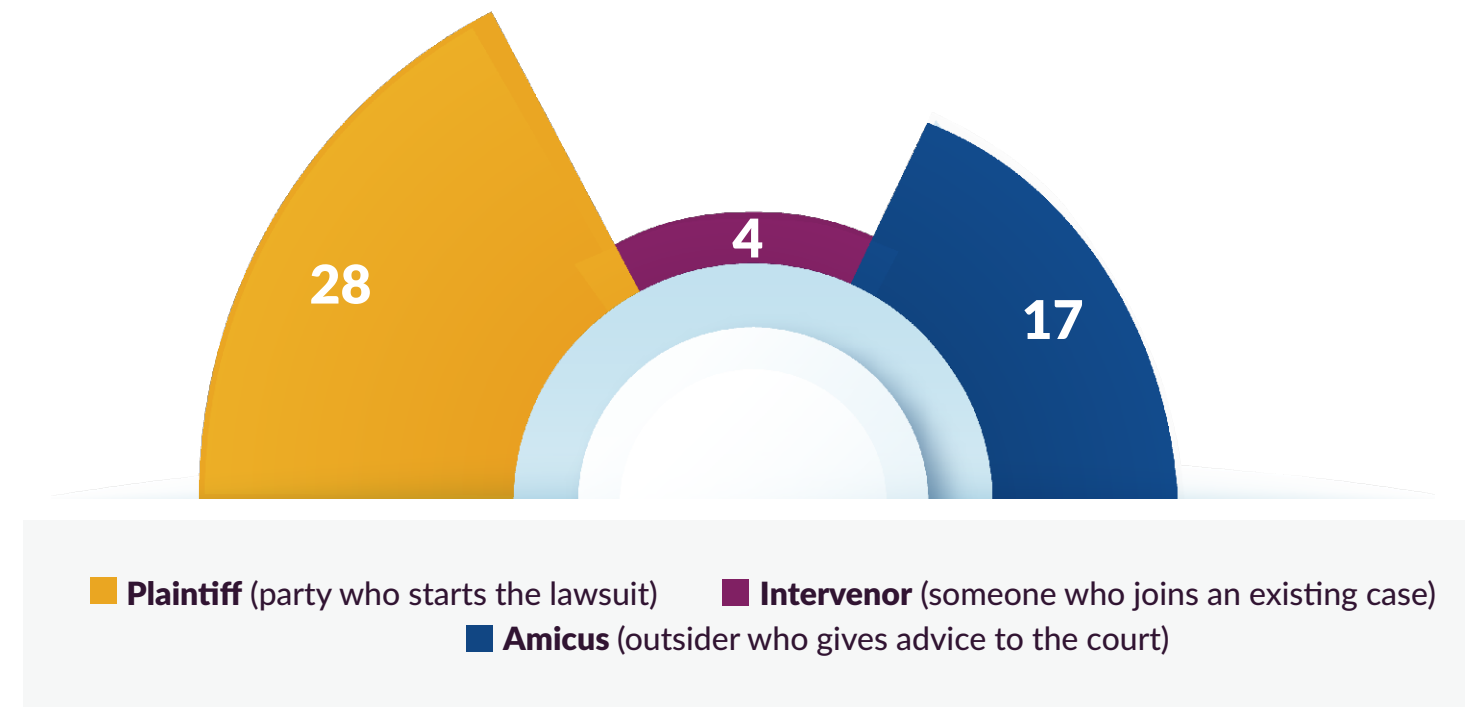 4
28
17
Plaintiff (party who starts the lawsuit) Intervenor (someone who joins an existing case)
Amicus (outsider who gives advice to the court)